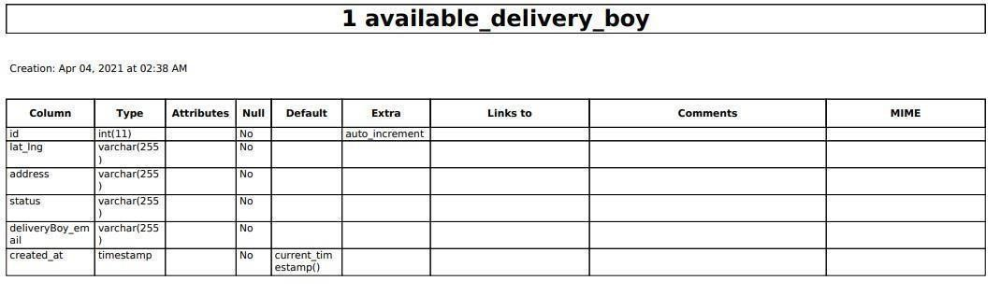 1 available_delivery_boy
Creation: Apr 04, 2021 at 02:38 AM
Column Type Attributes Null Default Extra Links to Comments MIME
id int(11) No auto_increment
lat_lng varchar(255 No
)
address varchar(255 No
)
status varchar(255 No
)
deliveryBoy_em varchar(255 No
ail )
created_at timestamp No current_tim
estamp()